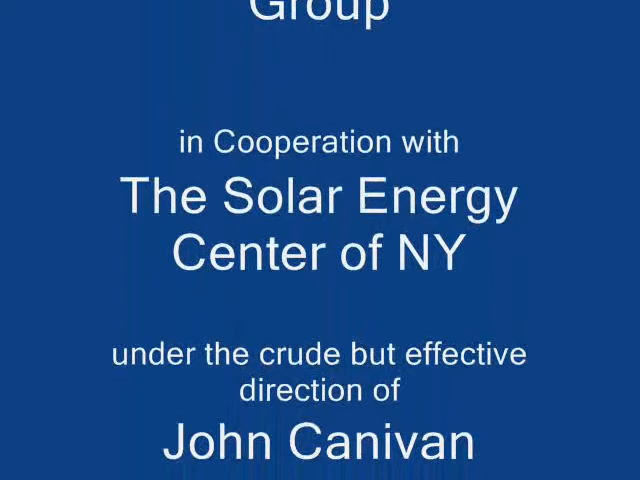 Group
in Cooperation with
The Solar Energy
Center of NY
under the crude but effective
direction of
John Canivan